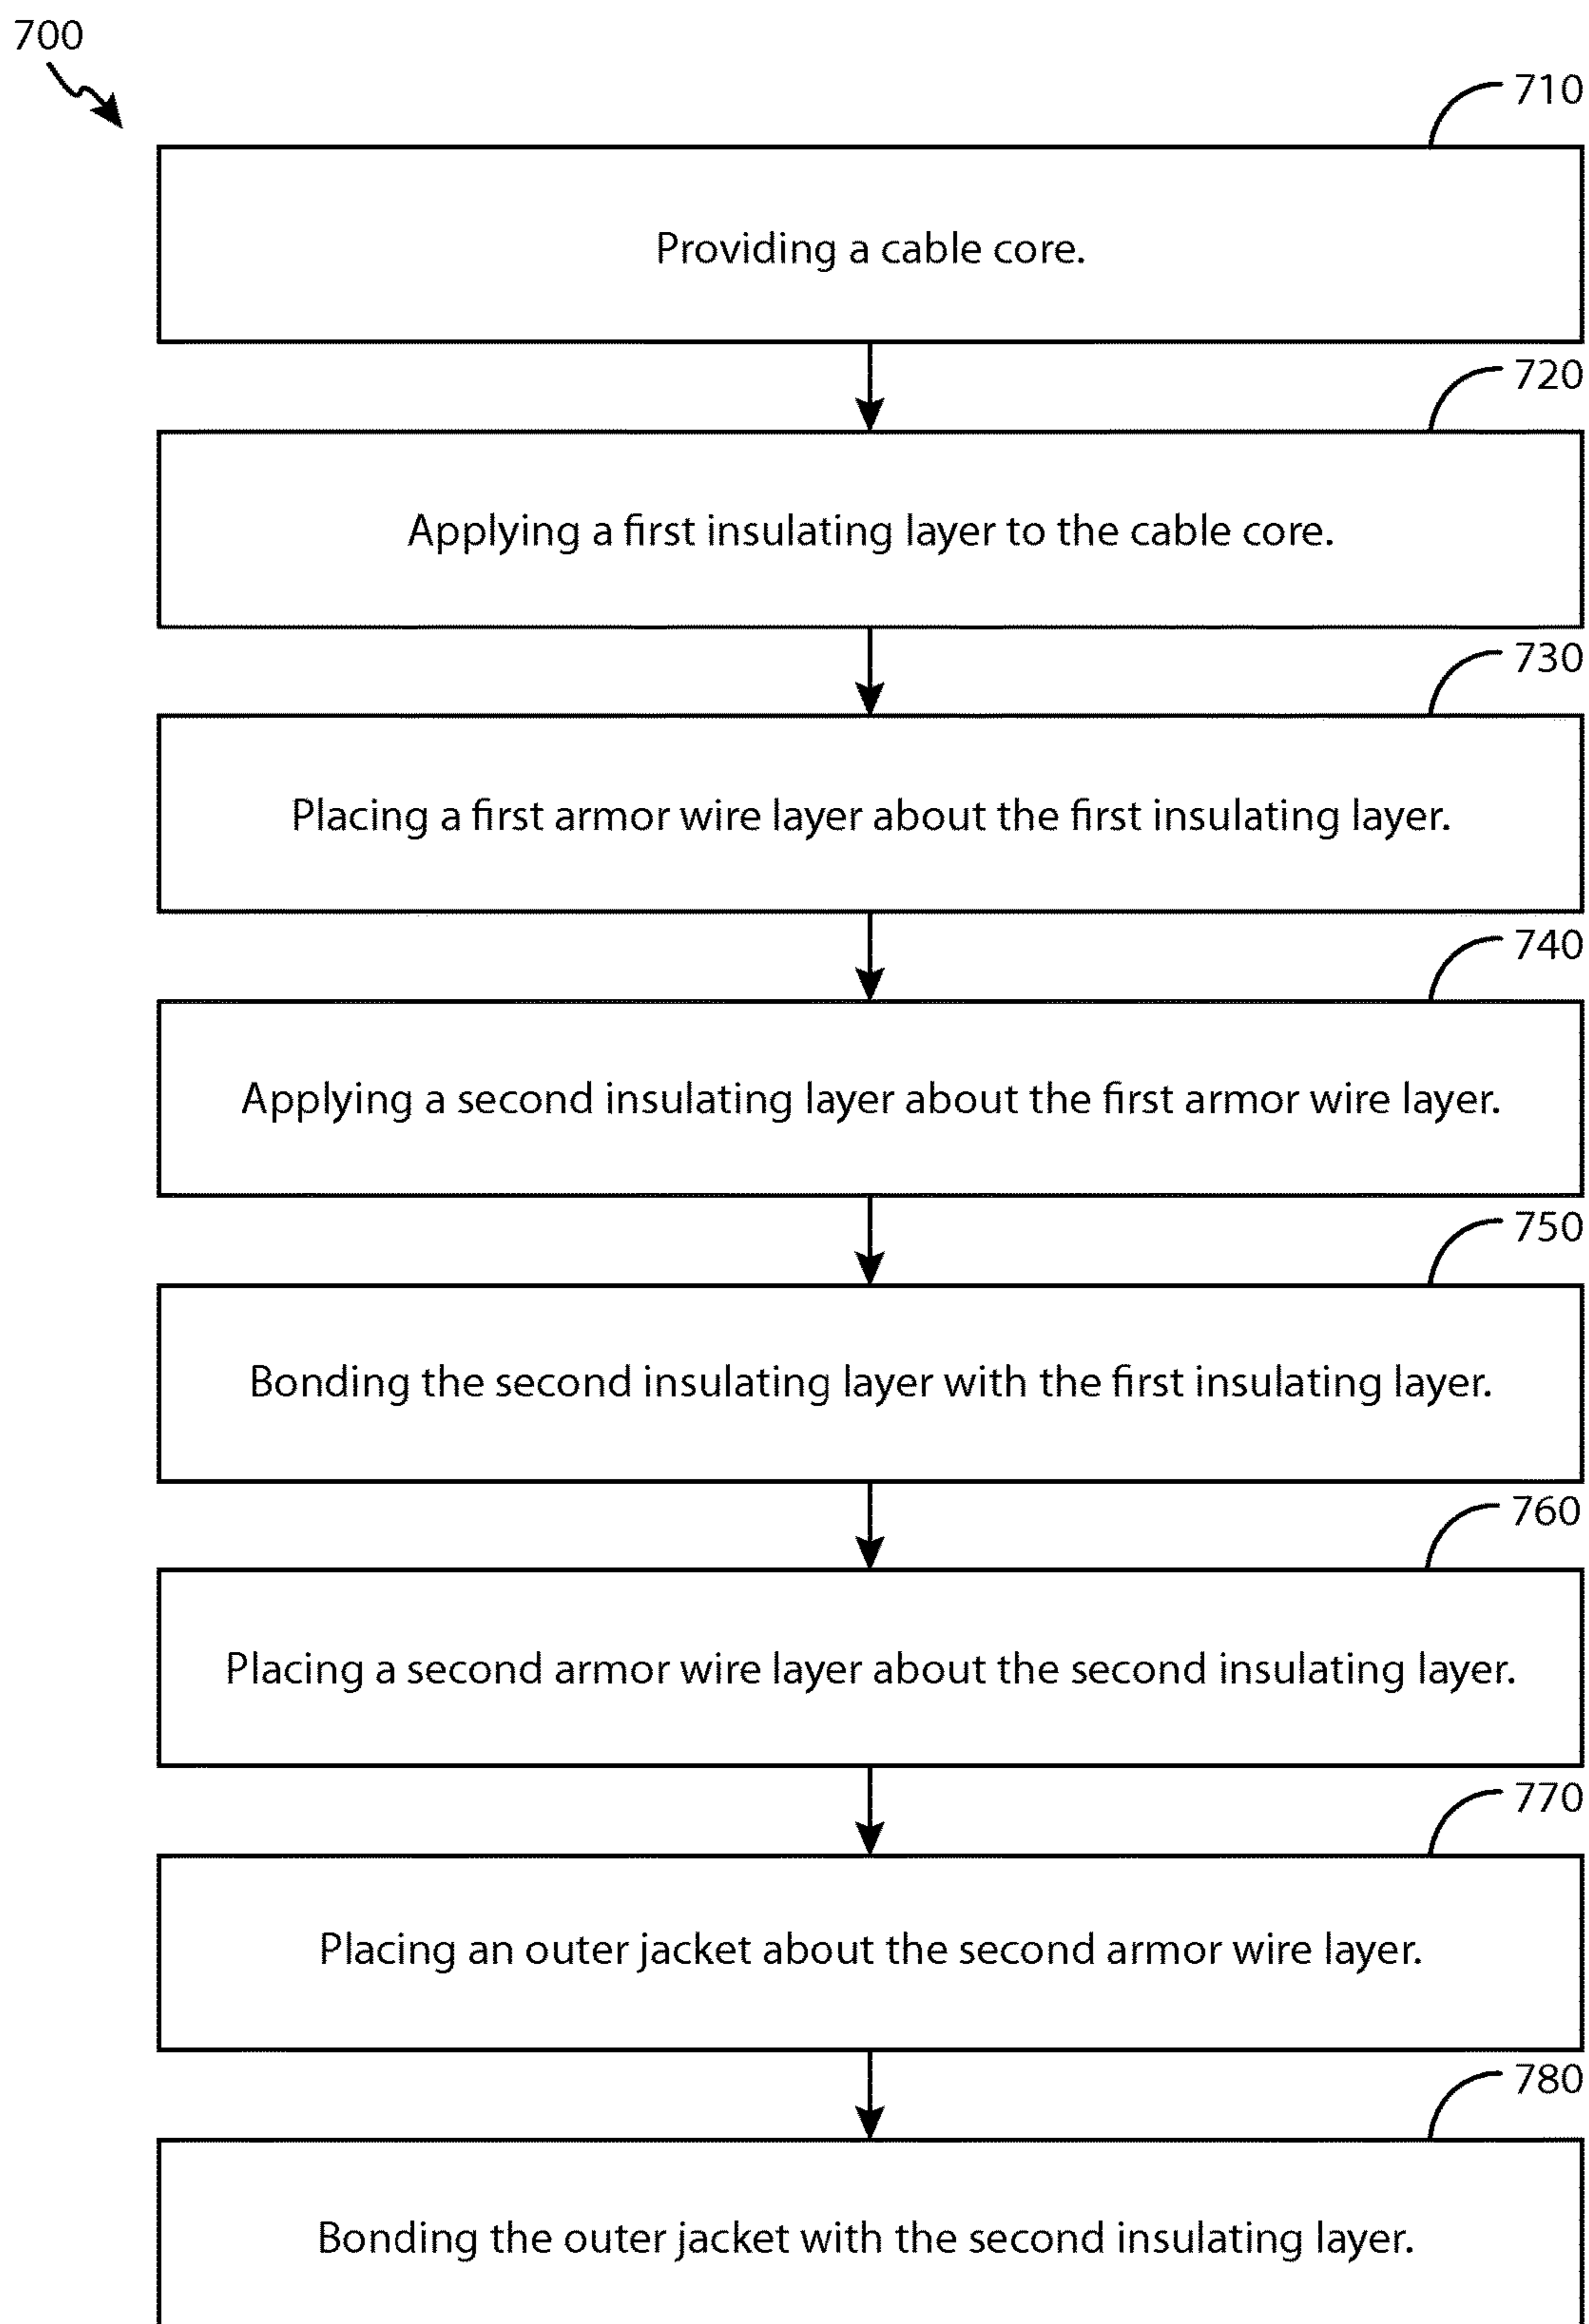 700
710
Providing a cable core.
720
Applying a first insulating layer to the cable core.
730
Placing a first armor wire layer about the first insulating layer.
740
Applying a second insulating layer about the first armor wire layer.
750
Bonding the second insulating layer with the first insulating layer.
760
Placing a second armor wire layer about the second insulating layer.
770
Placing an outer jacket about the second armor wire layer.
780
Bonding the outer jacket with the second insulating layer.